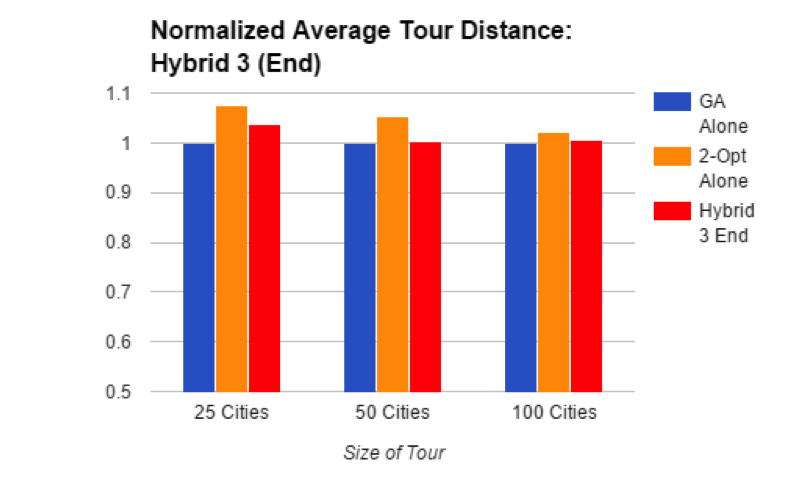 Normalized Average Tour Distance:
Hybrid 3 (End)
1.1
1
0.9
0.8
0.7
0.6
0.5
25 Cities
50 Cities
100 Cities
Size of Tour
GA
Alone
2-Opt
Alone
Hybrid
3 End